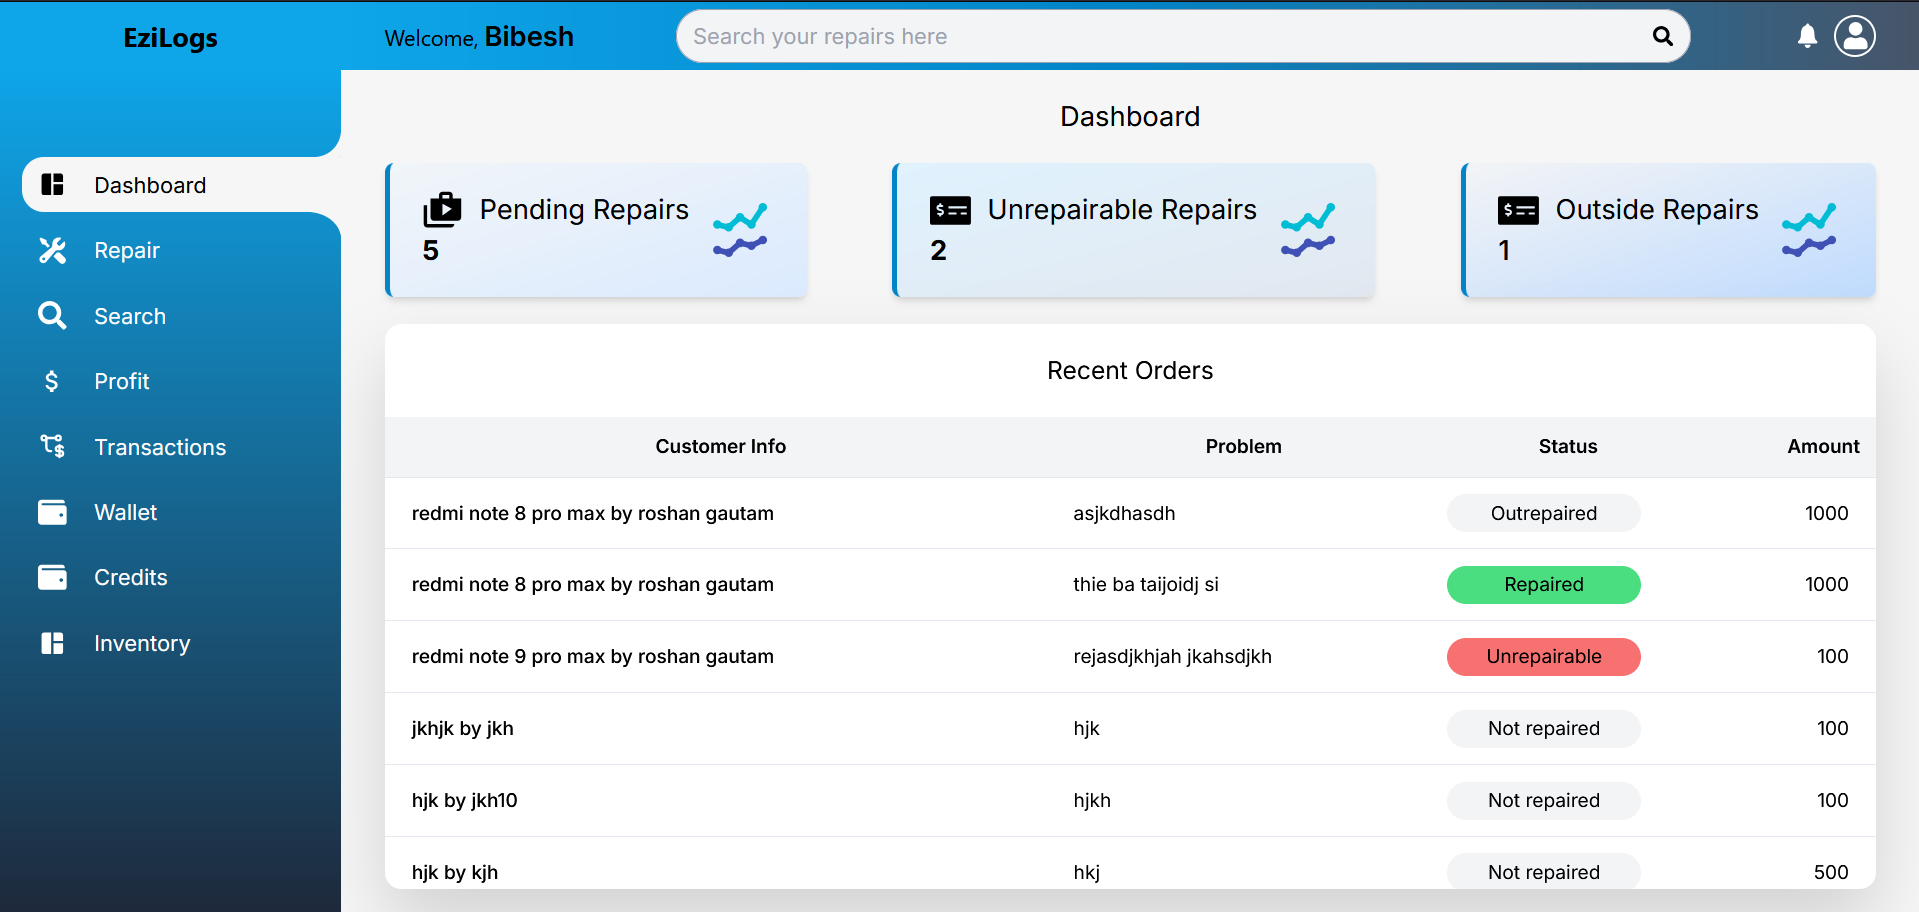 EziLogs
Welcome, Bibesh
Search your repairs here
Dashboard
Repair
Search
Profit
Transactions
Wallet
Credits
Inventory
Dashboard
Pending Repairs
5
Unrepairable Repairs
2
Outside Repairs
1
Recent Orders
Customer Info Problem Status Amount
redmi note 8 pro max by roshan gautam asjkdhasdh Outrepaired 1000
redmi note 8 pro max by roshan gautam thie ba taijoidj si Repaired 1000
redmi note 9 pro max by roshan gautam rejasdjkhjah jkahsdjkh Unrepairable 100
jkhjk by jkh hjk Not repaired 100
hjk by jkh10 hjkh Not repaired 100
hjk by kjh hkj Not repaired 500